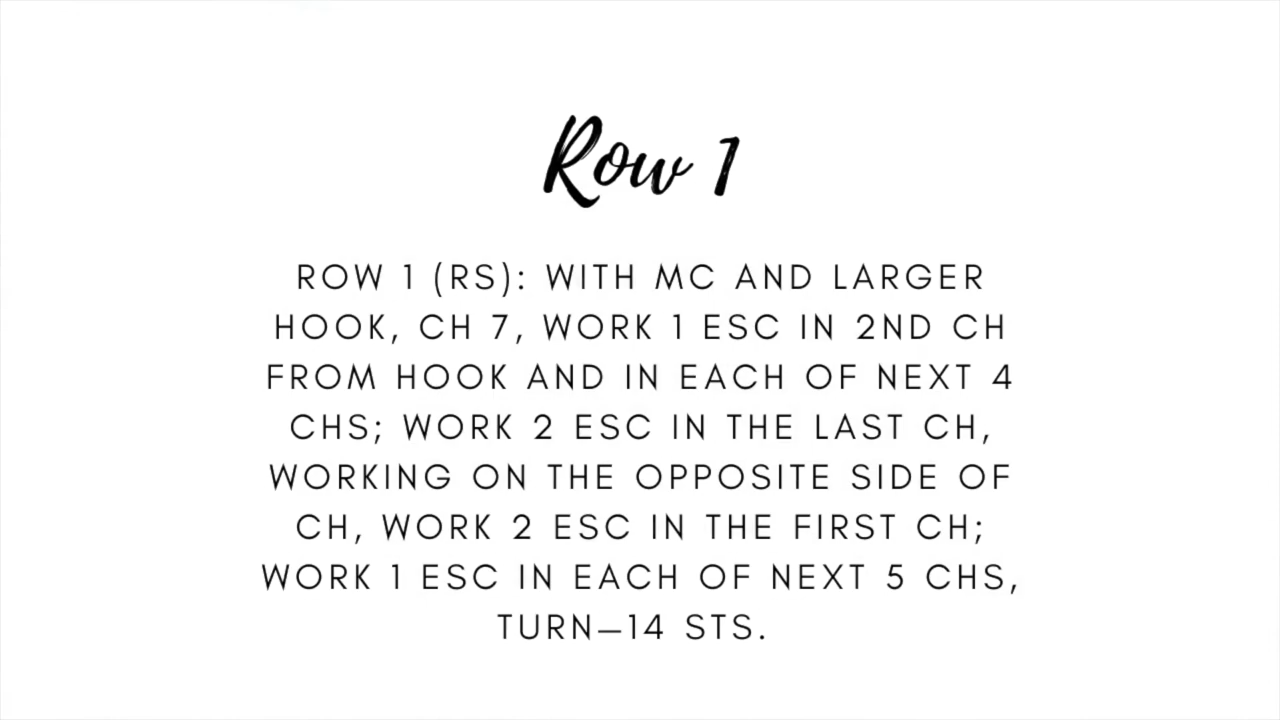 Row 1
ROW 1 (RS): WITH MC AND LARGER
HOOK, CH 7, WORK 1 ESC IN 2ND CH
FROM HOOK AND IN EACH OF NEXT 4
CHS; WORK 2 ESC IN THE LAST CH,
WORKING ON THE OPPOSITE SIDE OF
CH, WORK 2 ESC IN THE FIRST CH;
WORK 1 ESC IN EACH OF NEXT 5 CHS,
TURN—14 STS.